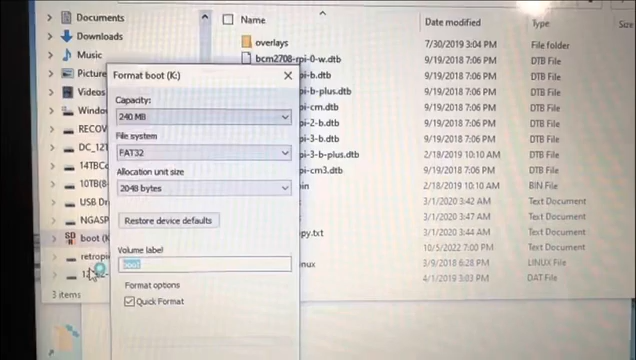 Documents
Downloads
Music
Picture
Videos
Window
RECOV
DC_12T
14TBCo
10TB(8
USB Dr
NGASP
boot (K
retropie
3 items
Name
Date modified
Type
Size
overlays
7/30/2019 3:04 PM
File folder
bcm2708-rpi-0-w.dtb
9/19/2018 7:06 PM
DTB File
pi-b.dtb
9/19/2018 7:06 PM
DTB File
pi-b-plus.dtb
9/19/2018 7:06 PM
DTB File
pi-cm.dtb
9/19/2018 7:06 PM
DTB File
pi-2-b.dtb
9/19/2018 7:06 PM
DTB File
pi-3-b.dtb
9/19/2018 7:06 PM
DTB File
pi-3-b-plus.dtb
2/18/2019 10:10 AM
DTB File
pi-cm3.dtb
9/19/2018 7:06 PM
DTB File
in
2/18/2019 10:10 AM
BIN File
3/1/2020 3:42 AM
Text Document
3/1/2020 3:47 AM
Text Document
py.txt
3/1/2020 3:44 AM
Text Document
10/5/2022 7:00 PM
Text Document
nux
3/9/2018 6:28 PM
LINUX File
4/1/2019 3:03 PM
DAT File
Format boot (K:)
Capacity:
240 MB
File system
FAT32
Allocation unit size
2048 bytes
Restore device defaults
Volume label
boot
Format options
Quick Format